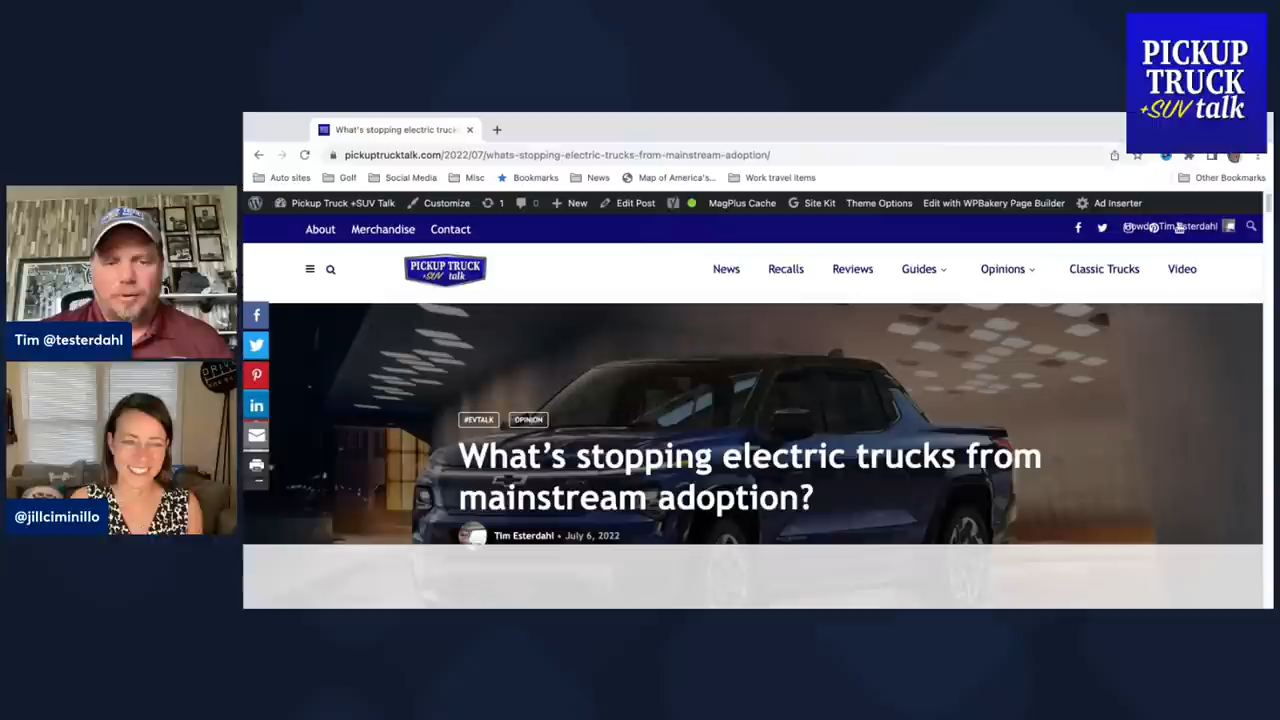 PICKUP
TRUCK
+SUV talk
What's stopping electric truck
pickuptrucktalk.com/2022/07/whats-stopping-electric-trucks-from-mainstream-adoption/
Auto sites Golf Social Media Misc Bookmarks News Map of America's... Work travel items Other Bookmarks
Pickup Truck +SUV Talk Customize 1 0 New Edit Post MagPlus Cache Site Kit Theme Options Edit with WPBakery Page Builder Ad Inserter
About Merchandise Contact
Howdy, Tim Esterdahl
PICKUP TRUCK
+SUV talk
News Recalls Reviews Guides Opinions Classic Trucks Video
#EVTALK OPINION
What's stopping electric trucks from
mainstream adoption?
Tim Esterdahl • July 6, 2022
Tim @testerdahl
DRIVE
@jillciminillo